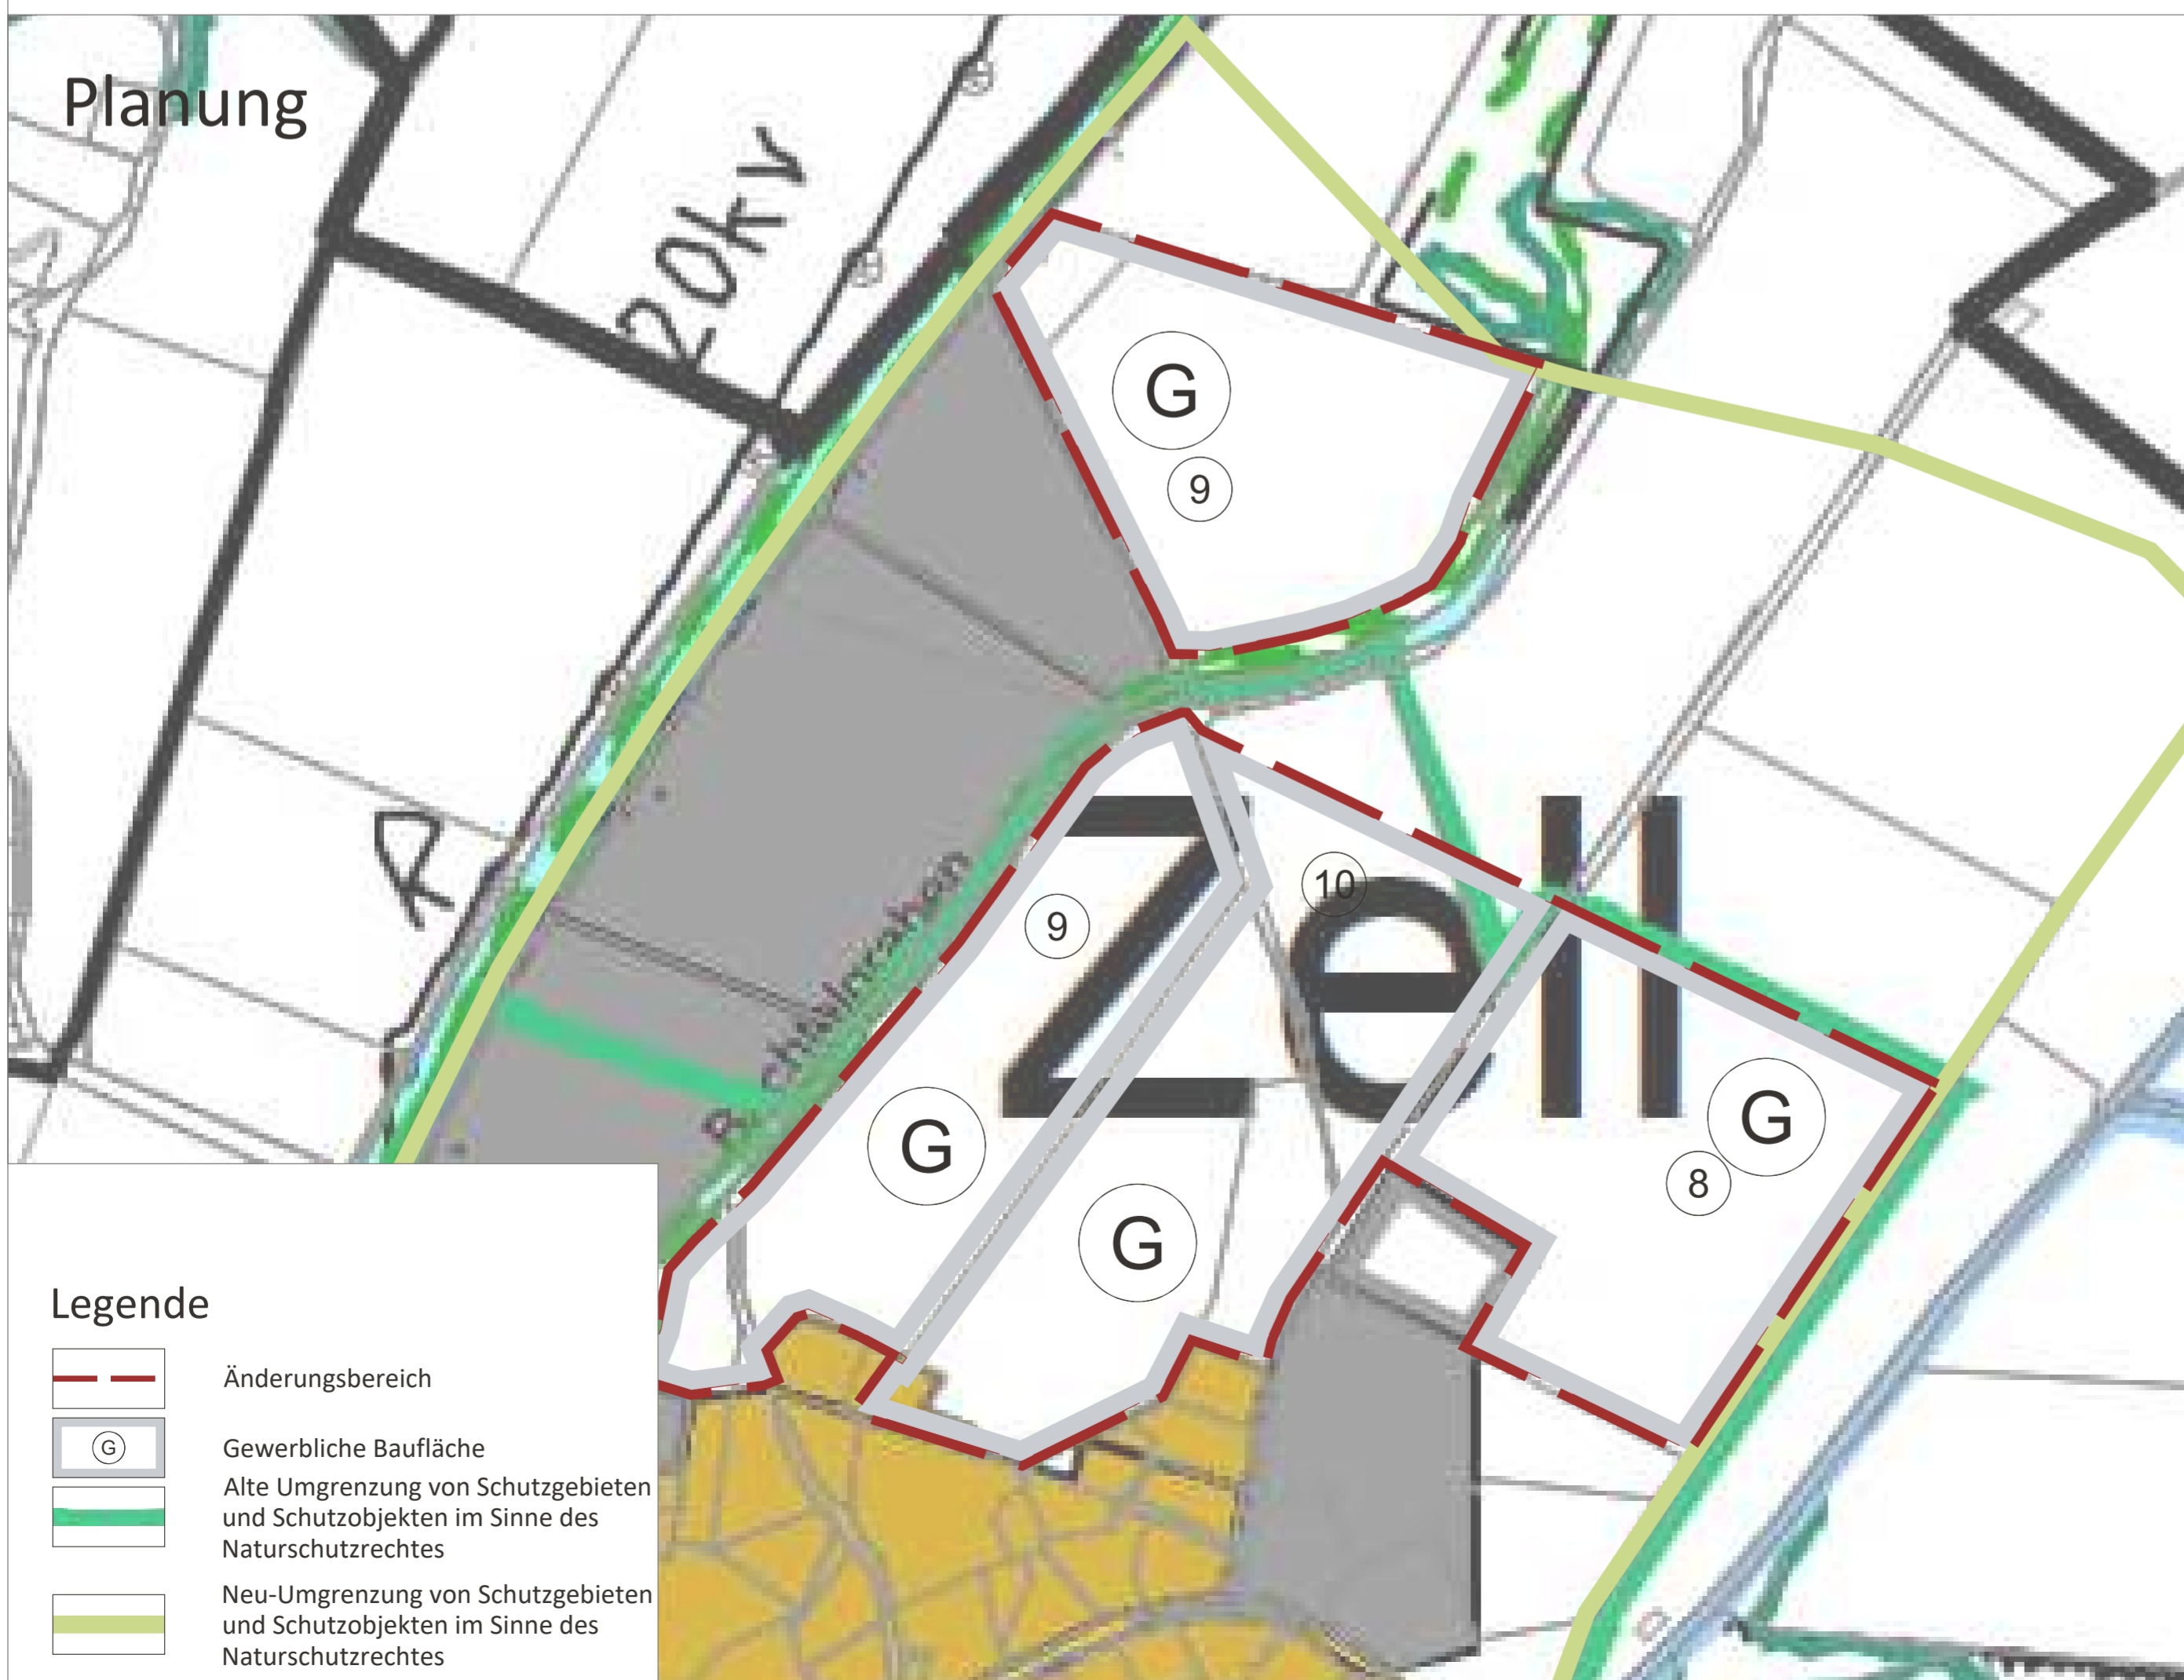 Planung
20kV
G
9
R
9
10
Zell
G
G
8
G
Legende
Änderungsbereich
G
Gewerbliche Baufläche
Alte Umgrenzung von Schutzgebieten
und Schutzobjekten im Sinne des
Naturschutzrechtes
Neu-Umgrenzung von Schutzgebieten
und Schutzobjekten im Sinne des
Naturschutzrechtes